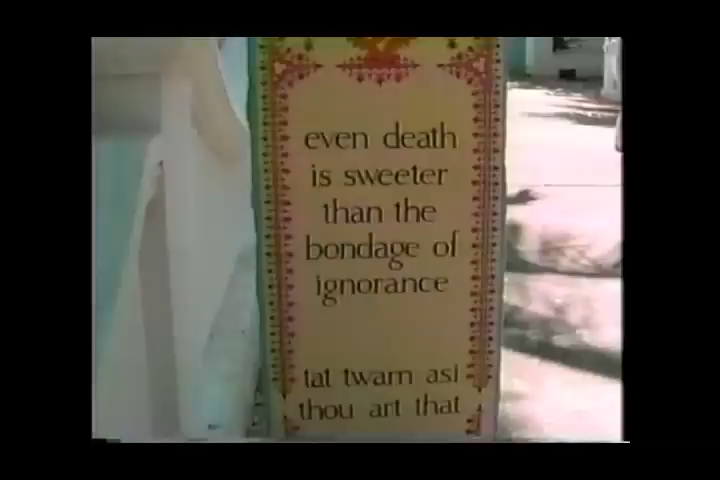 even death
is sweeter
than the
bondage of
ignorance
tat twam asi
thou art that